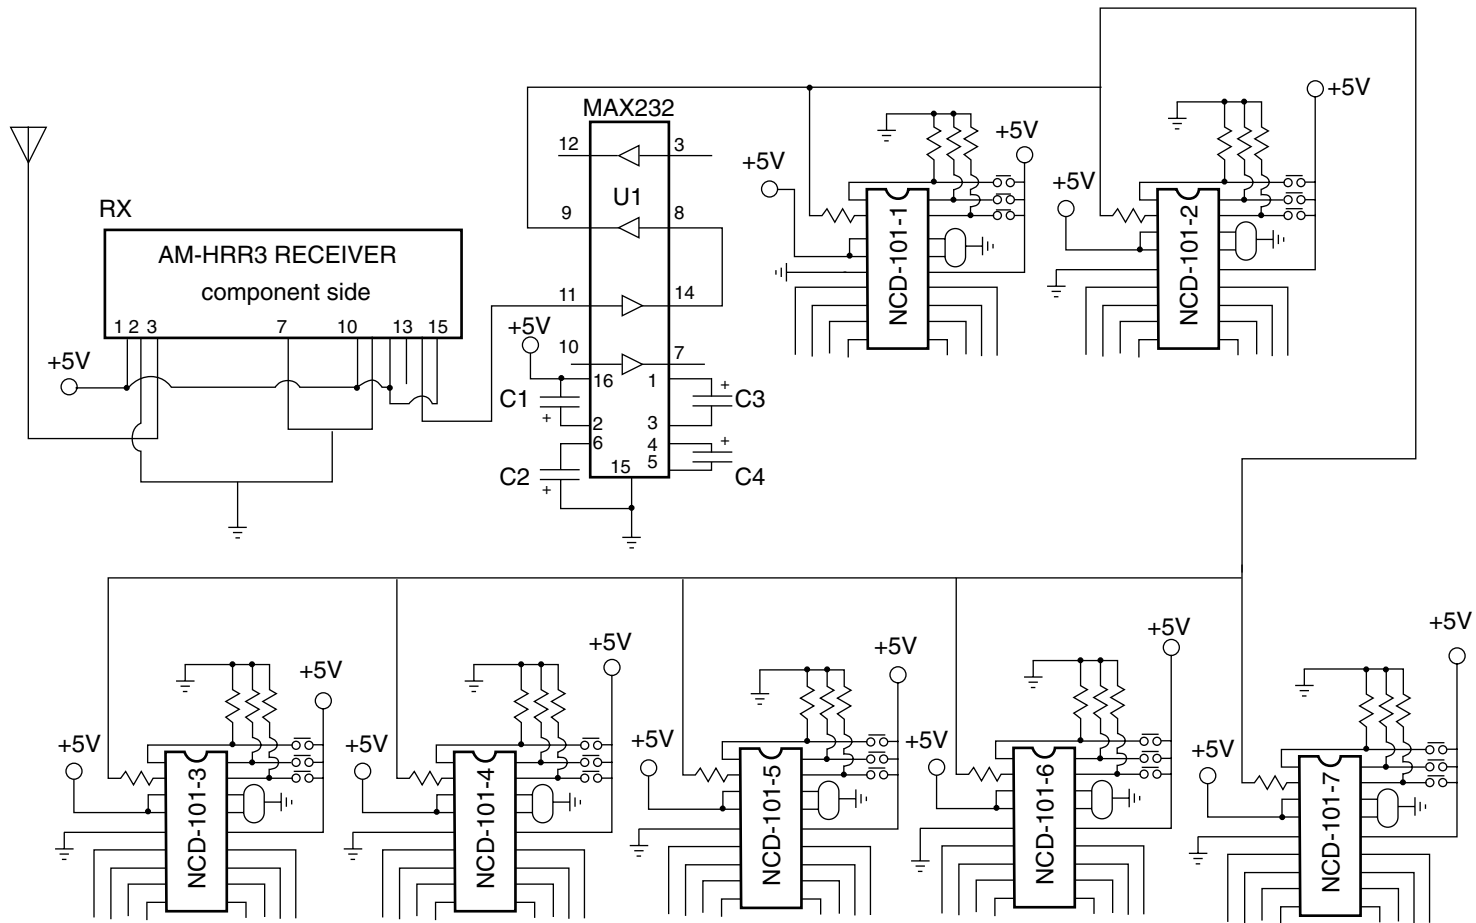 MAX232
12
3
U1
9
8
11
14
+5V
10
7
16
1
C1
C3
2
3
6
4
5
15
C2
C4
+
+
+
+
RX
AM-HRR3 RECEIVER
component side
1 2 3
7
10
13
15
+5V
+5V
+5V
NCD-101-1
+5V
+5V
NCD-101-2
+5V
+5V
NCD-101-3
+5V
+5V
NCD-101-4
+5V
+5V
NCD-101-5
+5V
+5V
NCD-101-6
+5V
+5V
NCD-101-7